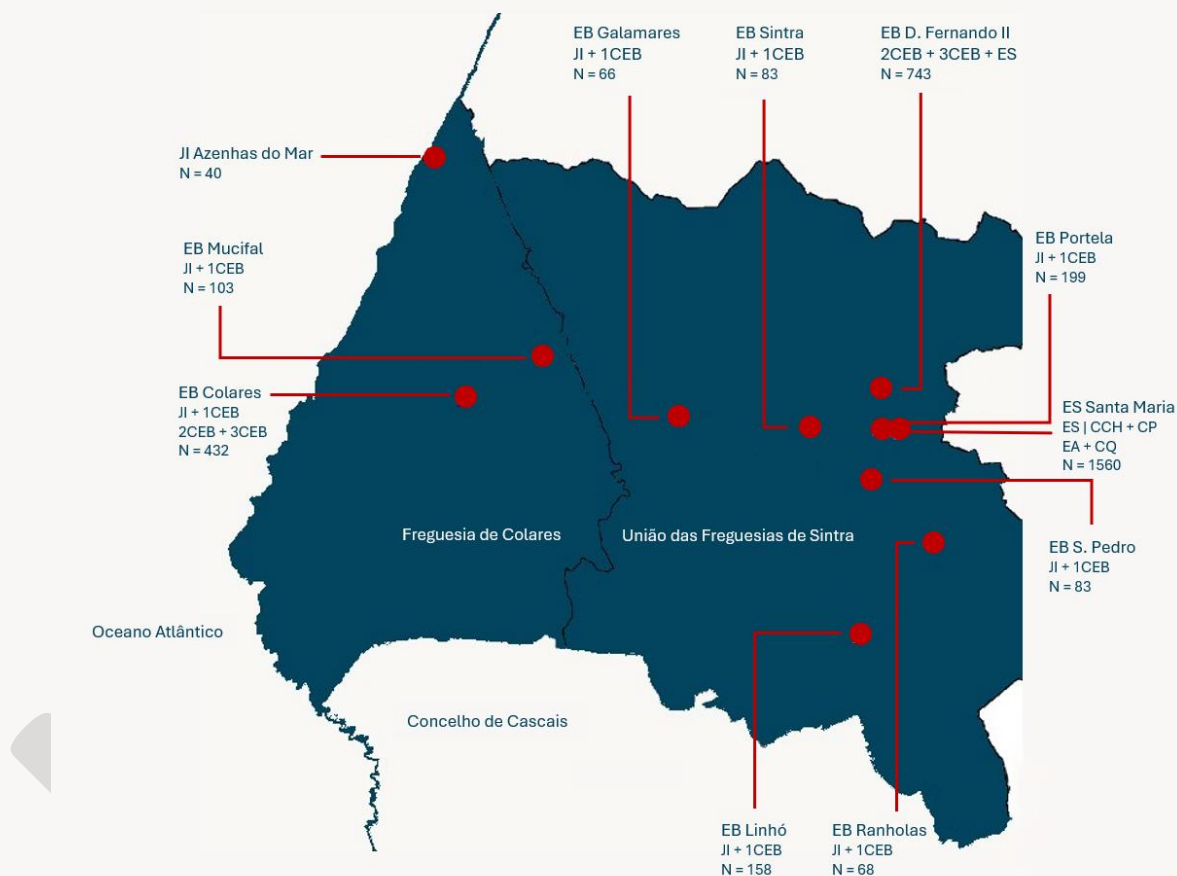 EB Galamares
JI + 1CEB
N = 66
EB Sintra
JI + 1CEB
N = 83
EB D. Fernando II
2CEB + 3CEB + ES
N = 743
JI Azenhas do Mar
N = 40
EB Mucifal
JI + 1CEB
N = 103
EB Portela
JI + 1CEB
N = 199
EB Colares
JI + 1CEB
2CEB + 3CEB
N = 432
ES Santa Maria
ES | CCH + CP
EA + CQ
N = 1560
Freguesia de Colares
União das Freguesias de Sintra
EB S. Pedro
JI + 1CEB
N = 83
Oceano Atlântico
Concelho de Cascais
EB Linhó
JI + 1CEB
N = 158
EB Ranholas
JI + 1CEB
N = 68